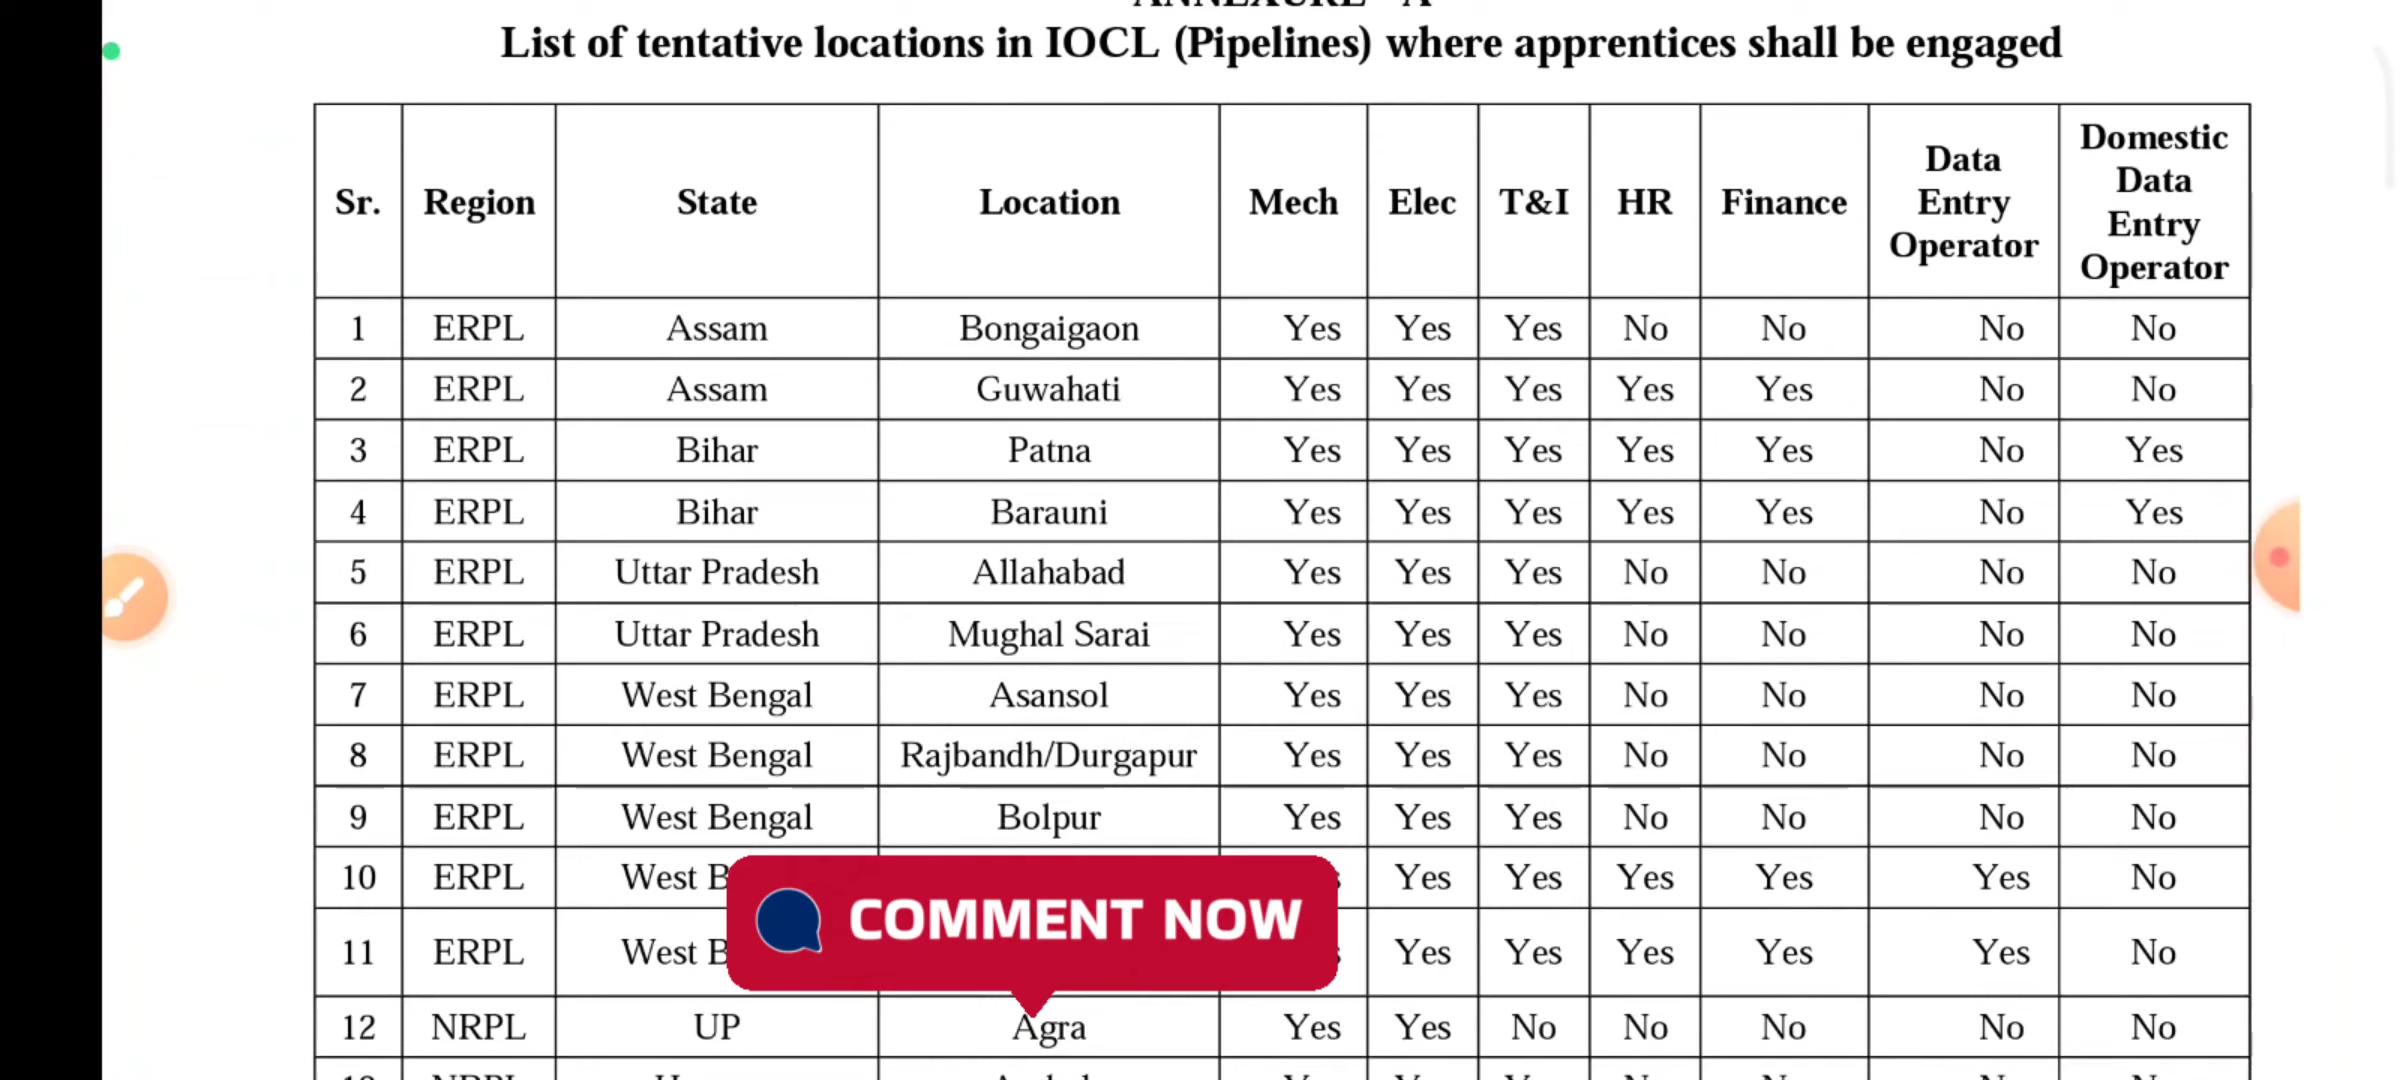 List of tentative locations in IOCL (Pipelines) where apprentices shall be engaged
Sr. Region State Location Mech Elec T&I HR Finance Data Entry Operator Domestic Data Entry Operator
1 ERPL Assam Bongaigaon Yes Yes Yes No No No No
2 ERPL Assam Guwahati Yes Yes Yes Yes Yes No No
3 ERPL Bihar Patna Yes Yes Yes Yes Yes No Yes
4 ERPL Bihar Barauni Yes Yes Yes Yes Yes No Yes
5 ERPL Uttar Pradesh Allahabad Yes Yes Yes No No No No
6 ERPL Uttar Pradesh Mughal Sarai Yes Yes Yes No No No No
7 ERPL West Bengal Asansol Yes Yes Yes No No No No
8 ERPL West Bengal Rajbandh/Durgapur Yes Yes Yes No No No No
9 ERPL West Bengal Bolpur Yes Yes Yes No No No No
10 ERPL West Yes Yes Yes Yes Yes No
COMMENT NOW
11 ERPL West Yes Yes Yes Yes Yes No
12 NRPL UP Agra Yes Yes No No No No No